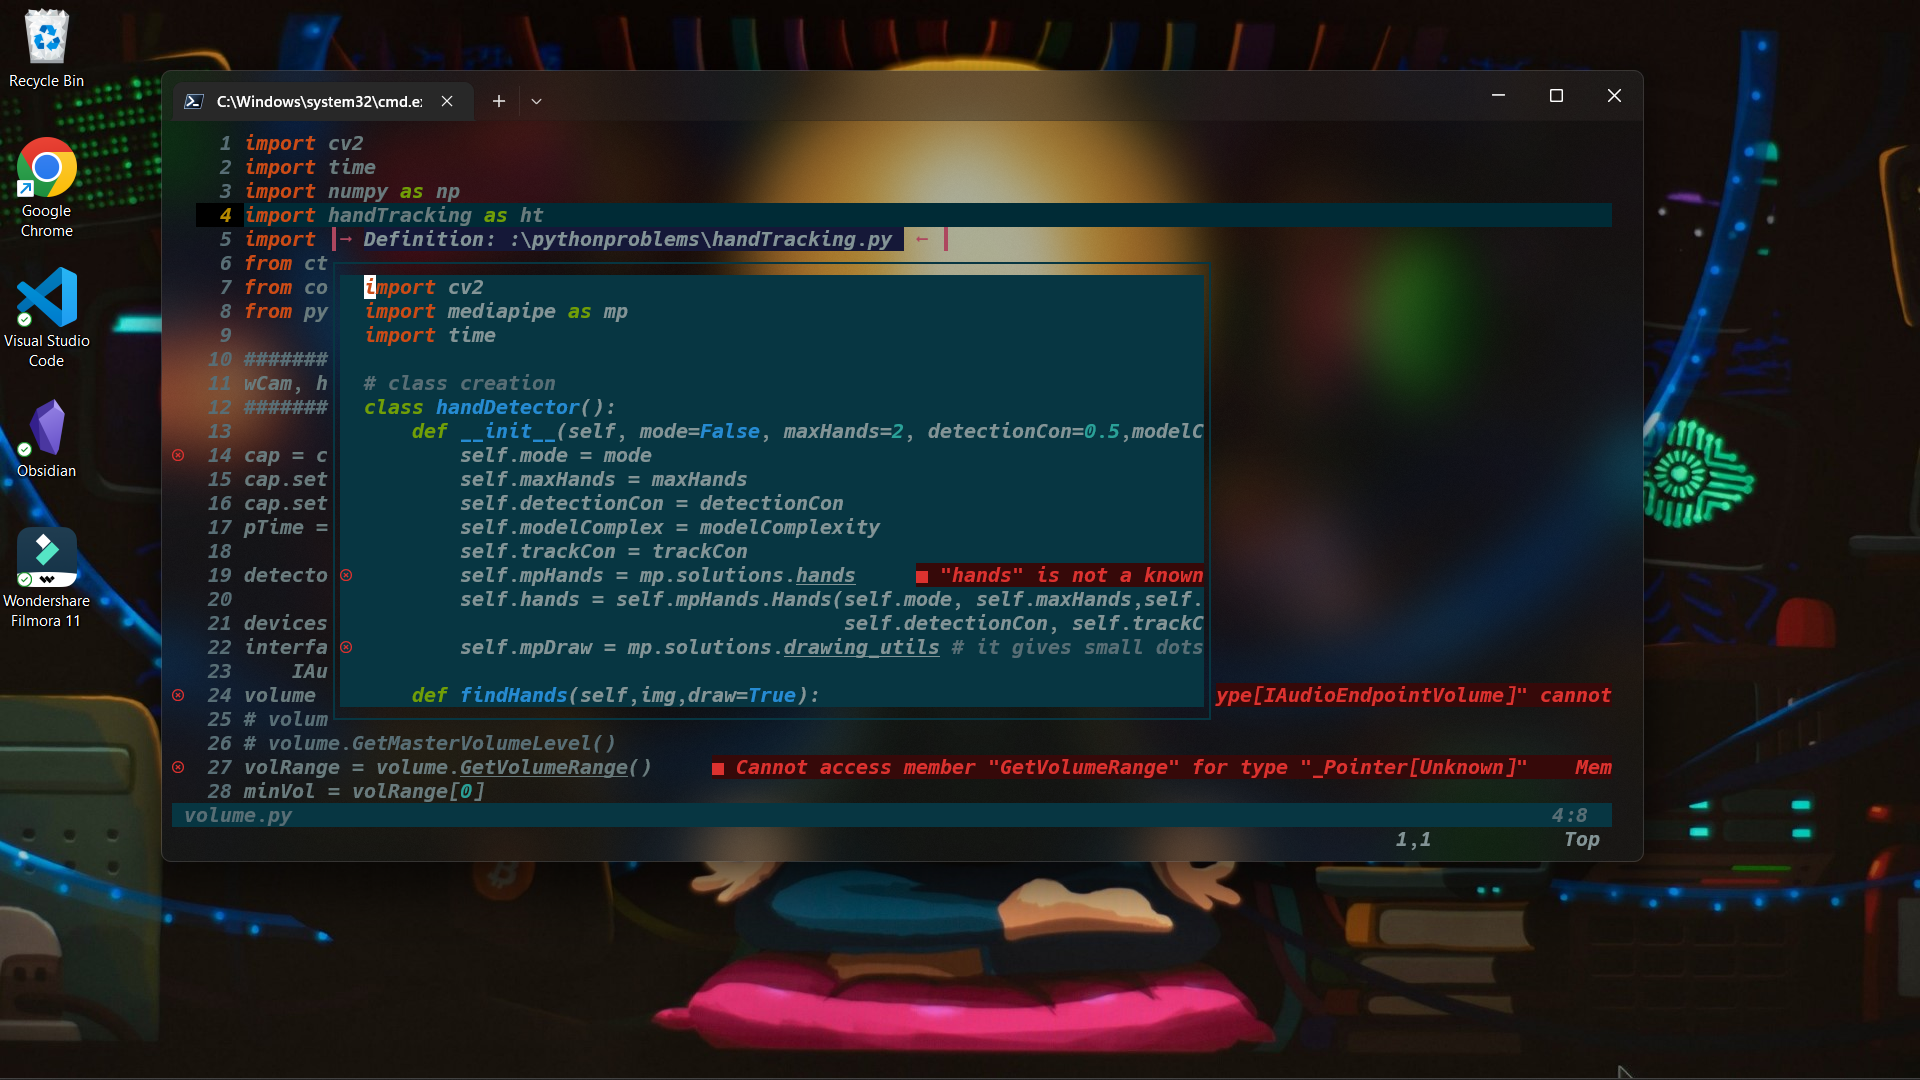 Recycle Bin
Google
Chrome
Visual Studio
Code
Obsidian
Wondershare
Filmora 11
C:\Windows\system32\cmd.e
1 import cv2
2 import time
3 import numpy as np
4 import handTracking as ht
5 import → Definition: :\pythonproblems\handTracking.py ←
6 from ct
7 from co import cv2
8 from py import mediapipe as mp
9 import time
10 #######
11 wCam, h # class creation
12 ####### class handDetector():
13 def __init__(self, mode=False, maxHands=2, detectionCon=0.5,modelC
14 cap = c self.mode = mode
15 cap.set self.maxHands = maxHands
16 cap.set self.detectionCon = detectionCon
17 pTime = self.modelComplex = modelComplexity
18 self.trackCon = trackCon
19 detecto self.mpHands = mp.solutions.hands ■ "hands" is not a known
20 self.hands = self.mpHands.Hands(self.mode, self.maxHands,self.
21 devices self.detectionCon, self.trackC
22 interfa self.mpDraw = mp.solutions.drawing_utils # it gives small dots
23 IAu
24 volume def findHands(self,img,draw=True): ype[IAudioEndpointVolume]" cannot
25 # volum
26 # volume.GetMasterVolumeLevel()
27 volRange = volume.GetVolumeRange() ■ Cannot access member "GetVolumeRange" for type "_Pointer[Unknown]" Mem
28 minVol = volRange[0]
volume.py 4:8
1,1 Top